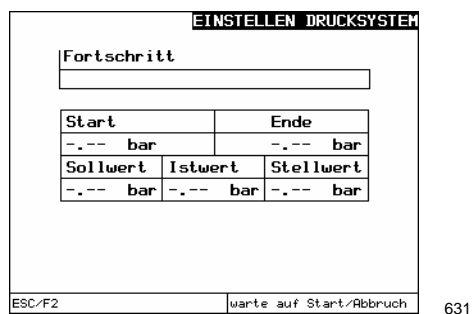 EINSTELLEN DRUCKSYSTEM
Fortschritt
Start Ende
-.-- bar -.-- bar
Sollwert Istwert Stellwert
-.-- bar -.-- bar -.-- bar
ESC/F2 warte auf Start/Abbruch
631